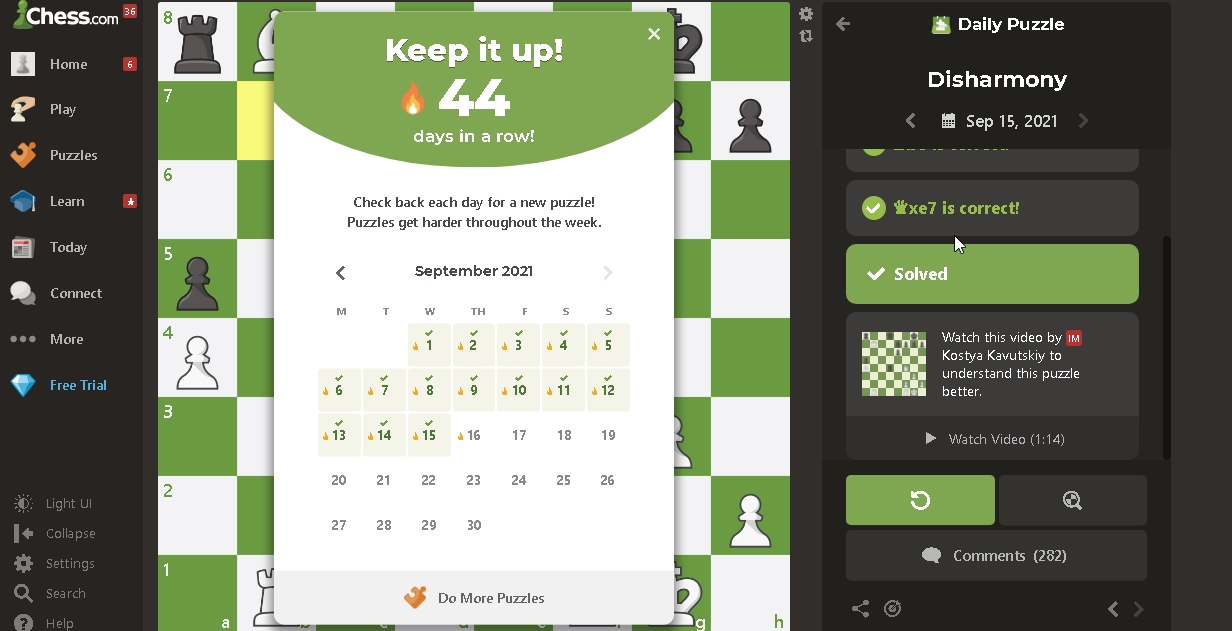 Chess.com 36
Home 6
Play
Puzzles
Learn
Today
Connect
More
Free Trial
Light UI
Collapse
Settings
Search
Help
8
7
6
5
4
3
2
1
a
g
h
Keep it up!
44
days in a row!
Check back each day for a new puzzle!
Puzzles get harder throughout the week.
September 2021
M T W TH F S S
1 2 3 4 5
6 7 8 9 10 11 12
13 14 15 16 17 18 19
20 21 22 23 24 25 26
27 28 29 30
Do More Puzzles
Daily Puzzle
Disharmony
Sep 15, 2021
xe7 is correct!
Solved
Watch this video by IM
Kostya Kavutskiy to
understand this puzzle
better.
Watch Video (1:14)
Comments (282)